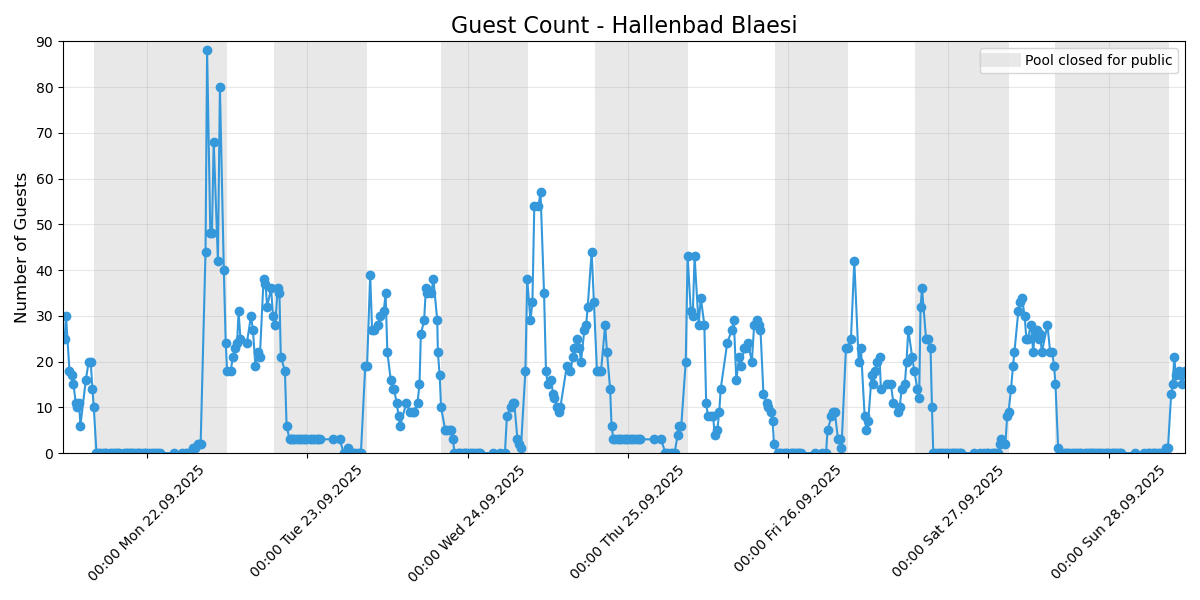 Guest Count - Hallenbad Blaesi
Pool closed for public
Number of Guests
90
80
70
60
50
40
30
20
10
0
00:00 Mon 22.09.2025
00:00 Tue 23.09.2025
00:00 Wed 24.09.2025
00:00 Thu 25.09.2025
00:00 Fri 26.09.2025
00:00 Sat 27.09.2025
00:00 Sun 28.09.2025